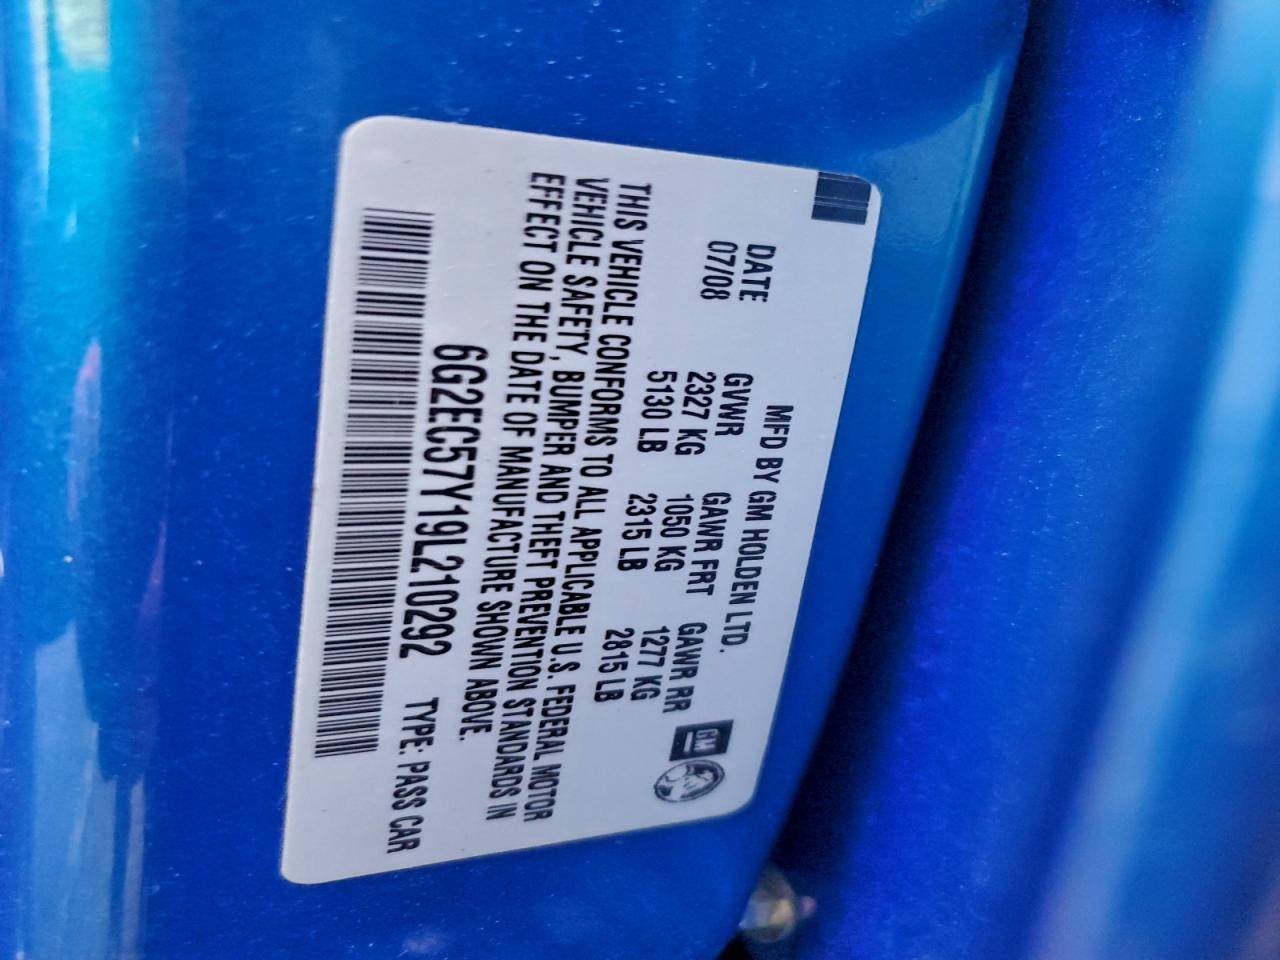 MFD BY GM HOLDEN LTD.
DATE GVWR GAWR FRT GAWR RR
07/08 2327 KG 1050 KG 1277 KG
5130 LB 2315 LB 2815 LB
THIS VEHICLE CONFORMS TO ALL APPLICABLE U.S. FEDERAL MOTOR
VEHICLE SAFETY, BUMPER AND THEFT PREVENTION STANDARDS IN
EFFECT ON THE DATE OF MANUFACTURE SHOWN ABOVE.
6G2EC57Y19L210292 TYPE: PASS CAR
GM